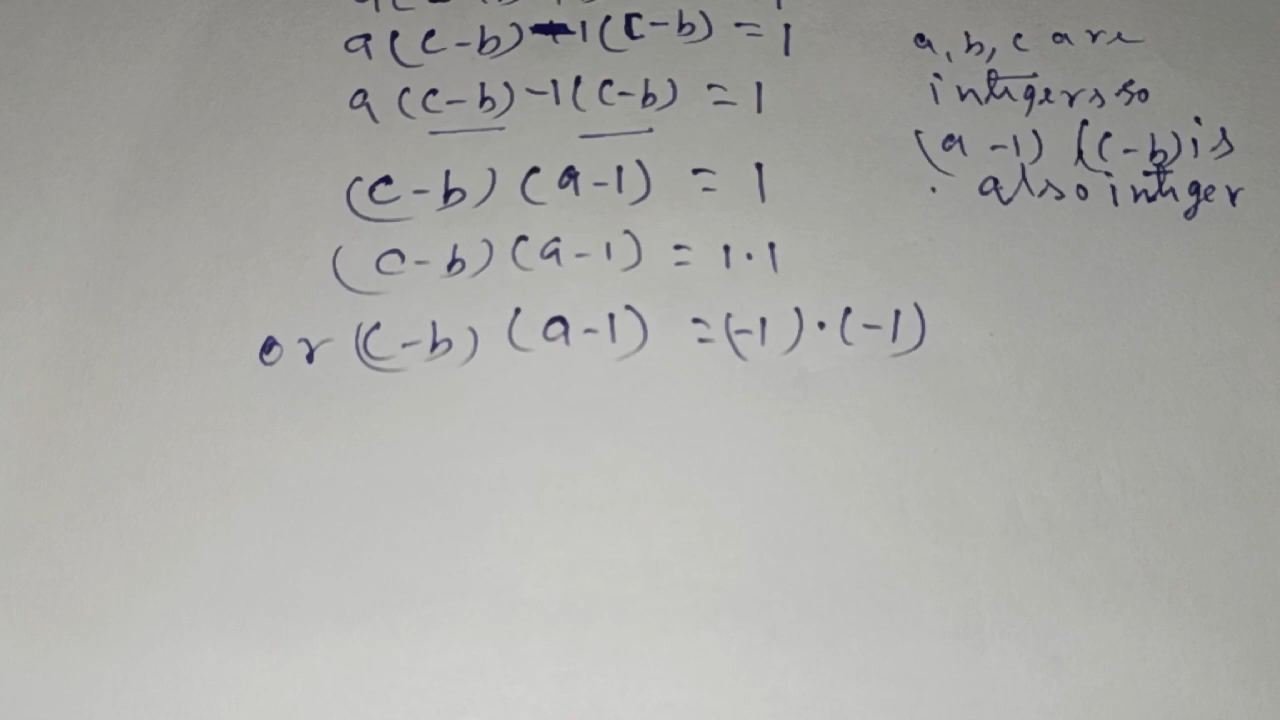 a(c-b)-1(c-b) = 1
a(c-b)-1(c-b) = 1
(c-b)(a-1) = 1
(c-b)(a-1) = 1.1
or (c-b)(a-1) = (-1).(-1)
a, b, c are
integers so
(a-1) (c-b) is
also integer